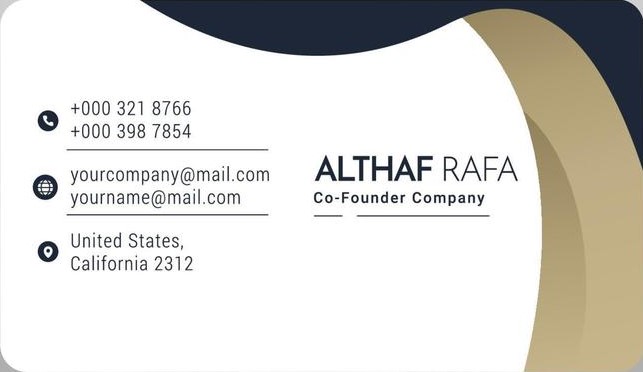 +000 321 8766
+000 398 7854
yourcompany@mail.com
yourname@mail.com
United States,
California 2312
ALTHAF RAFA
Co-Founder Company